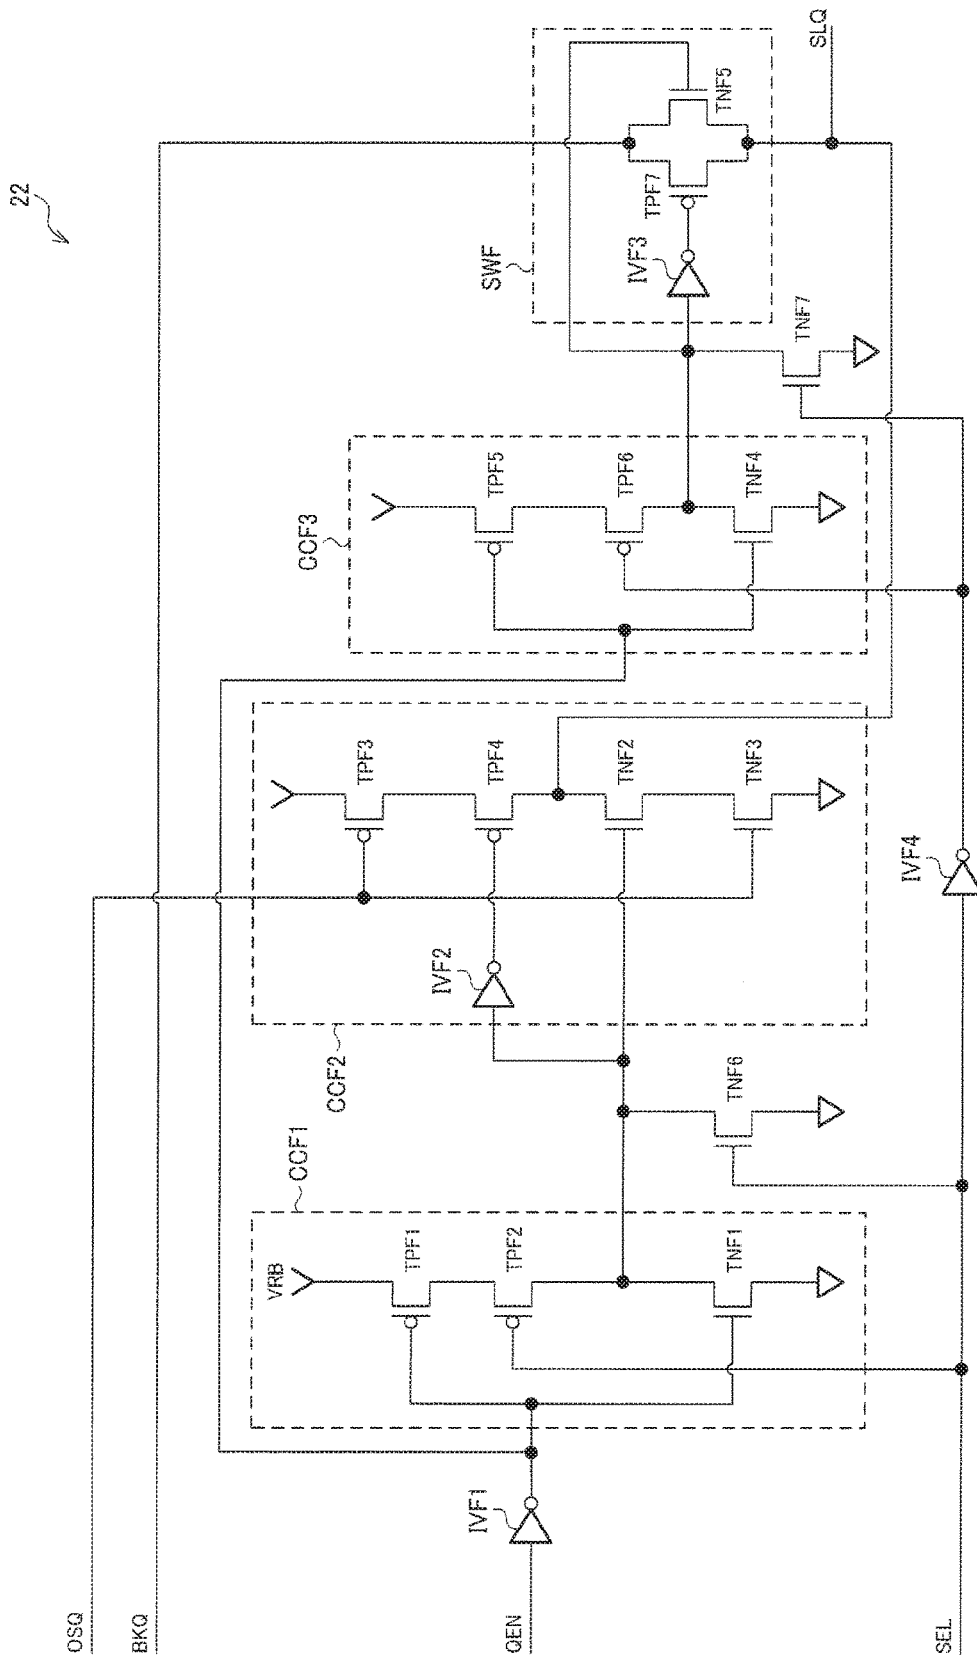 22
OSQ
BKQ
QEN
SEL
IVF1
CCF1
VRB
TPF1
TPF2
TNF1
TNF6
CCF2
IVF2
TPF3
TPF4
TNF2
TNF3
IVF4
CCF3
TPF5
TPF6
TNF4
TNF7
SWF
IVF3
TPF7
TNF5
SLQ